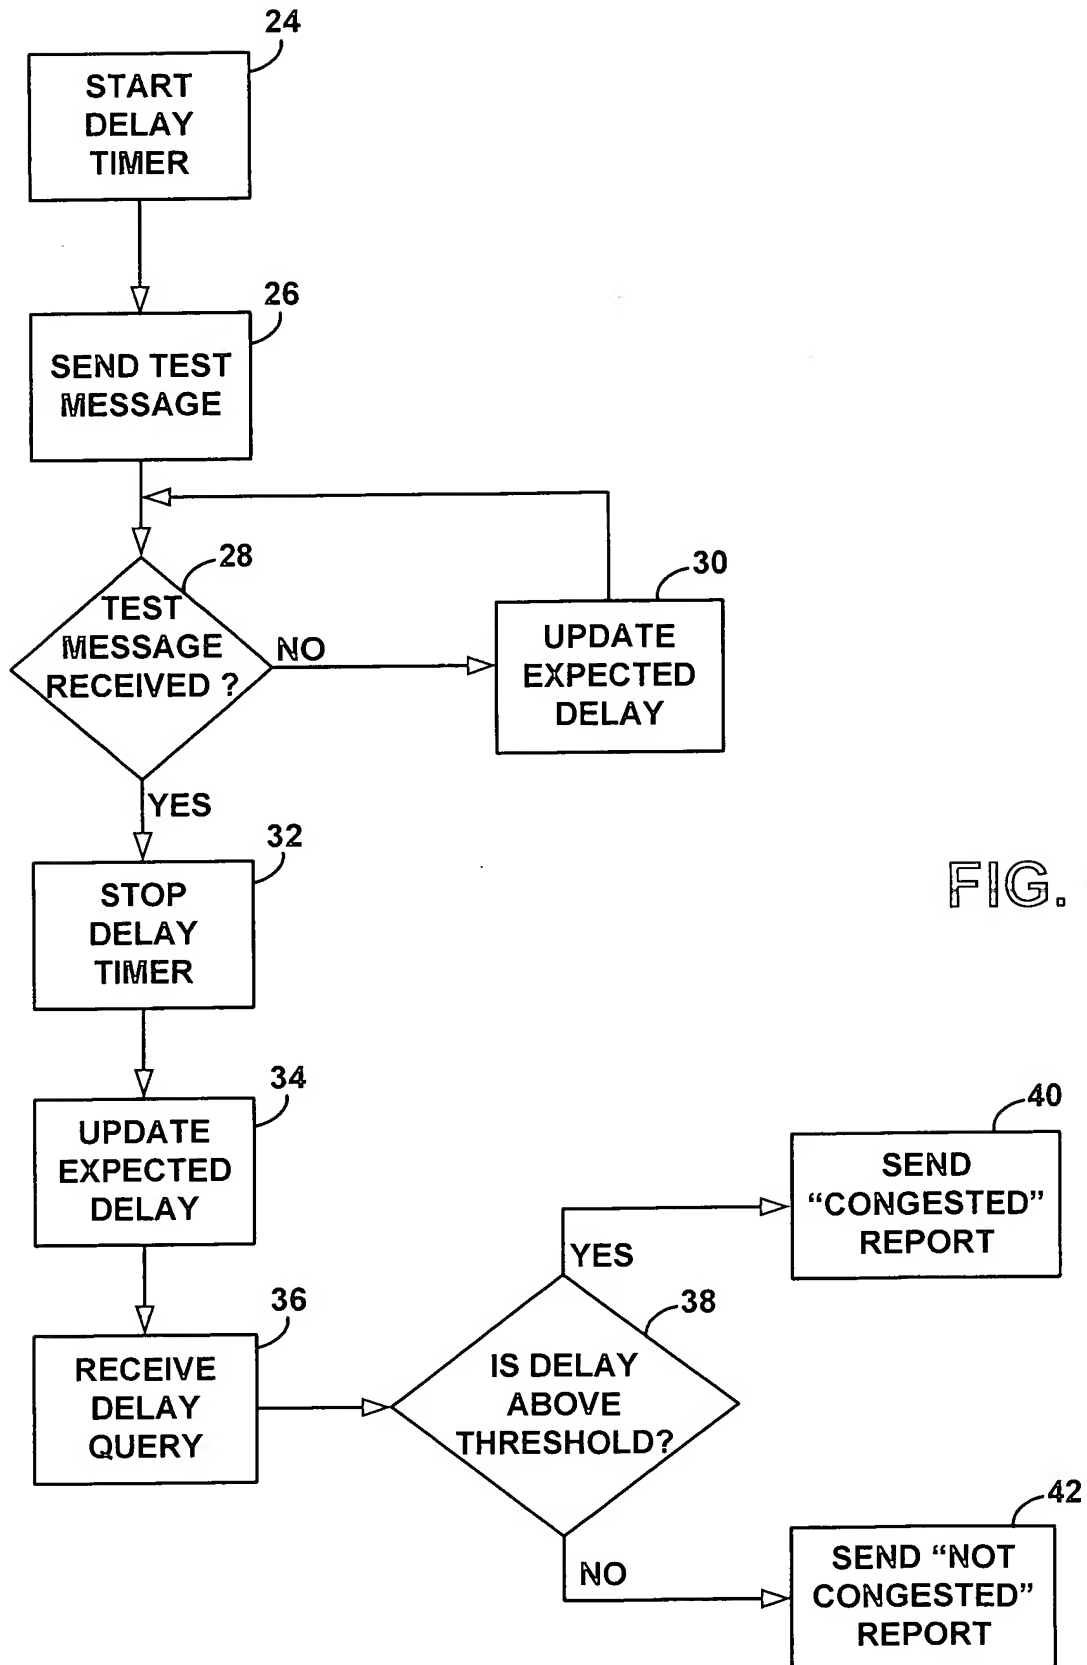 24
START
DELAY
TIMER
26
SEND TEST
MESSAGE
28
TEST
MESSAGE
RECEIVED ?
NO
30
UPDATE
EXPECTED
DELAY
YES
32
STOP
DELAY
TIMER
FIG.
34
UPDATE
EXPECTED
DELAY
40
SEND
“CONGESTED”
REPORT
YES
36
RECEIVE
DELAY
QUERY
38
IS DELAY
ABOVE
THRESHOLD?
NO
42
SEND “NOT
CONGESTED”
REPORT